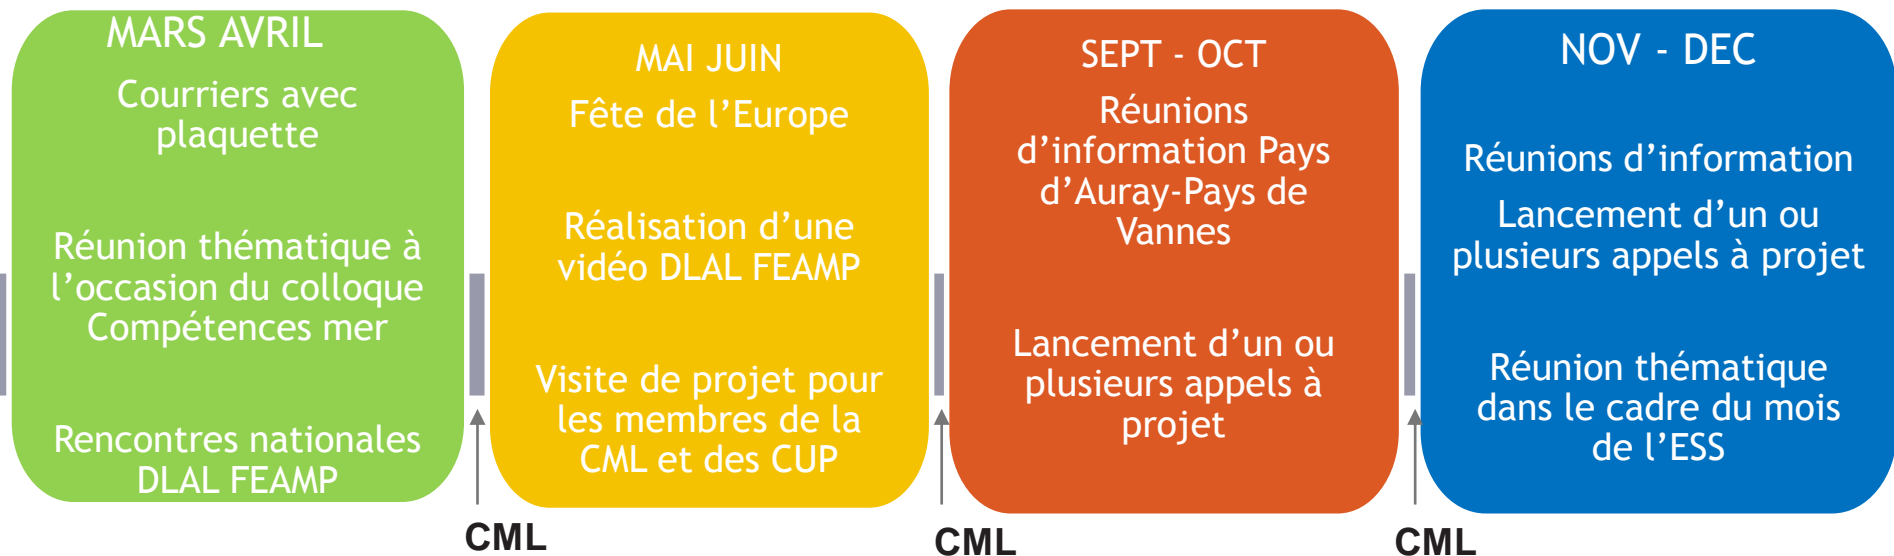 MARS AVRIL
Courriers avec
plaquette
Réunion thématique à
l’occasion du colloque
Compétences mer
Rencontres nationales
DLAL FEAMP
MAI JUIN
Fête de l’Europe
Réalisation d’une
vidéo DLAL FEAMP
Visite de projet pour
les membres de la
CML et des CUP
SEPT - OCT
Réunions
d’information Pays
d’Auray-Pays de
Vannes
Lancement d’un ou
plusieurs appels à
projet
NOV - DEC
Réunions d’information
Lancement d’un ou
plusieurs appels à projet
Réunion thématique
dans le cadre du mois
de l’ESS
CML
CML
CML